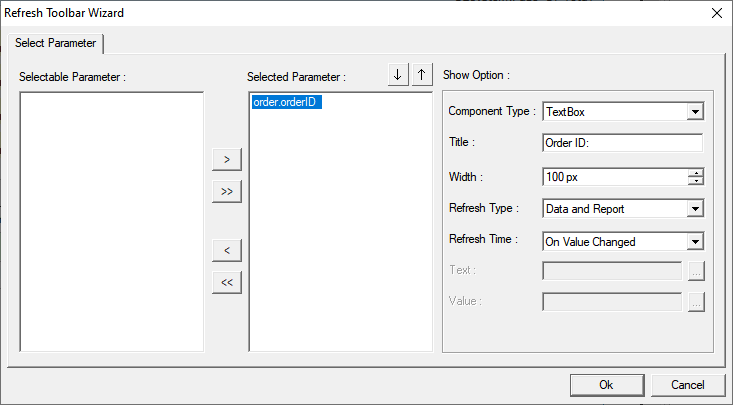 Refresh Toolbar Wizard
Select Parameter
Selectable Parameter :
Selected Parameter :
↓ ↑
Show Option :
order.orderID
Component Type : TextBox
Title : Order ID:
Width : 100 px
Refresh Type : Data and Report
Refresh Time : On Value Changed
Text : ...
Value : ...
>
>>
<
<<
Ok
Cancel